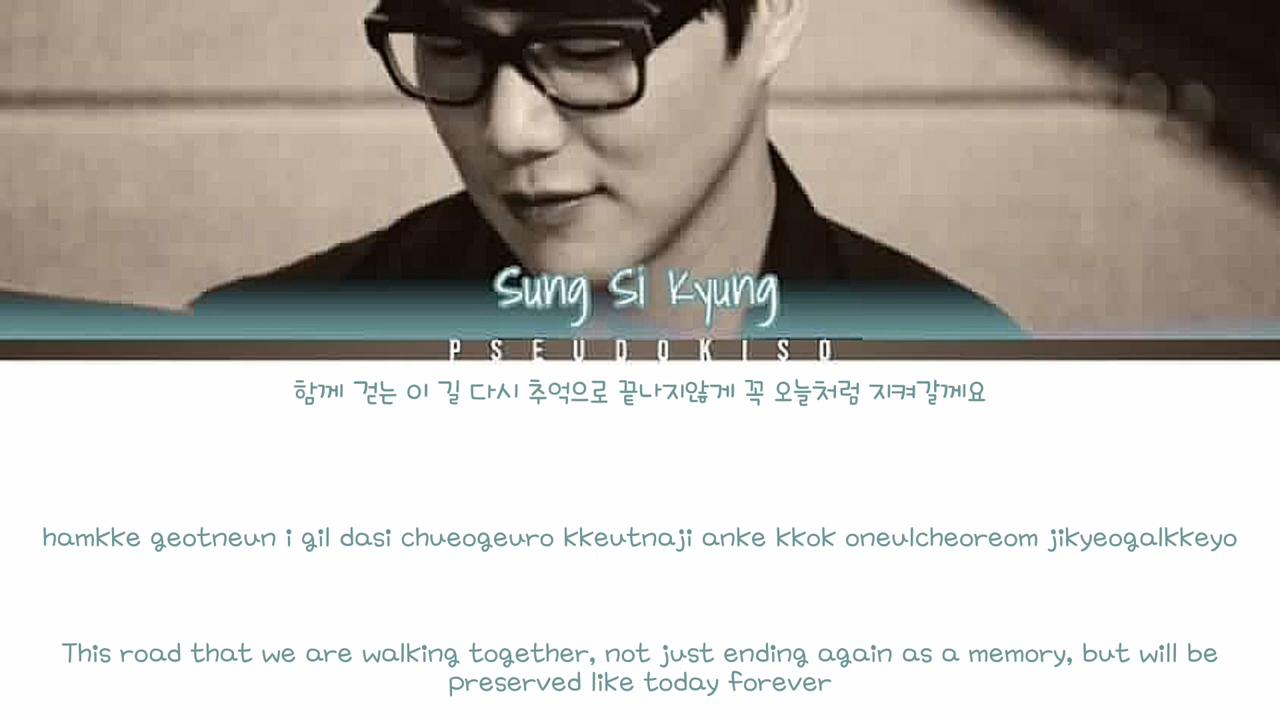 Sung Si Kyung
PSEUDOKISO
함께 걷는 이 길 다시 추억으로 끝나지않게 꼭 오늘처럼 지켜갈께요
hamkke geotneun i gil dasi chueogeuro kkeutnaji anke kkok oneulcheoreom jikyeogalkkeyo
This road that we are walking together, not just ending again as a memory, but will be
preserved like today forever